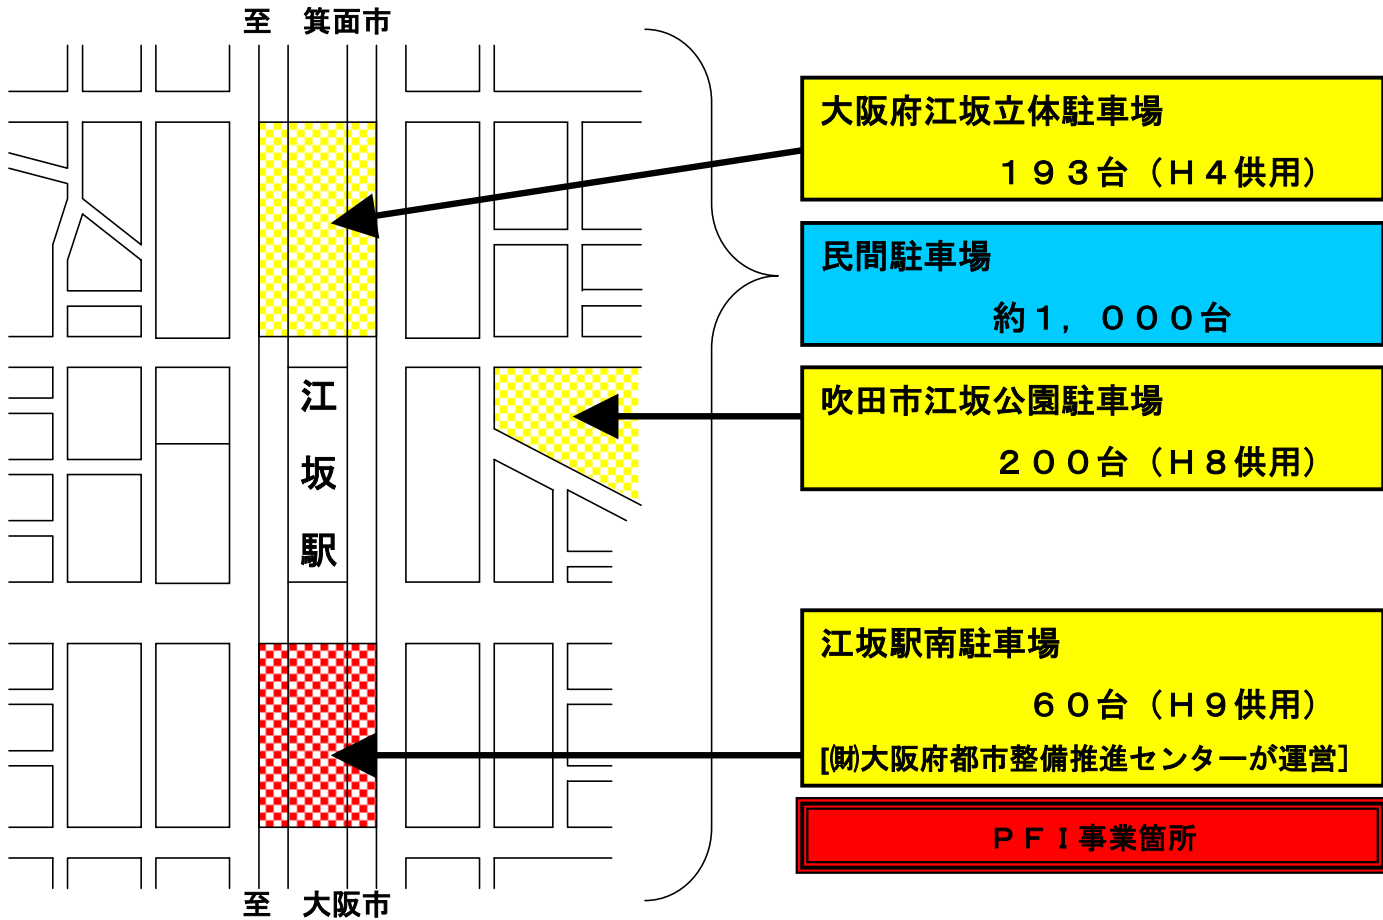 至　箕面市
大阪府江坂立体駐車場
１９３台（Ｈ４供用）
民間駐車場
約１，０００台
吹田市江坂公園駐車場
２００台（Ｈ８供用）
江坂駅
江坂駅南駐車場
６０台（Ｈ９供用）
[㈶大阪府都市整備推進センターが運営]
ＰＦＩ事業箇所
至　大阪市